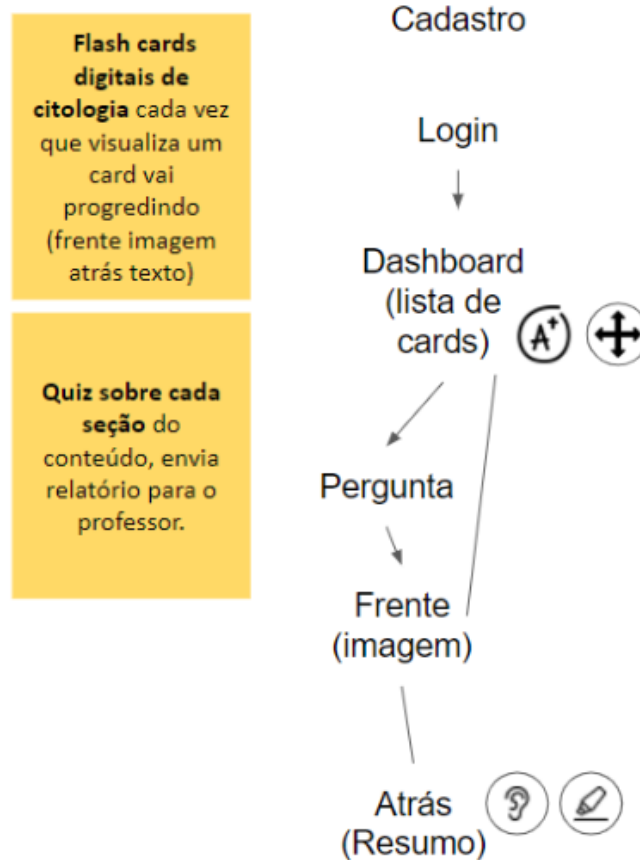 Flash cards
digitais de
citologia cada vez
que visualiza um
card vai
progredindo
(frente imagem
atrás texto)
Quiz sobre cada
seção do
conteúdo, envia
relatório para o
professor.
Cadastro
Login
Dashboard
(lista de
cards)
A+
Pergunta
Frente
(imagem)
Atrás
(Resumo)